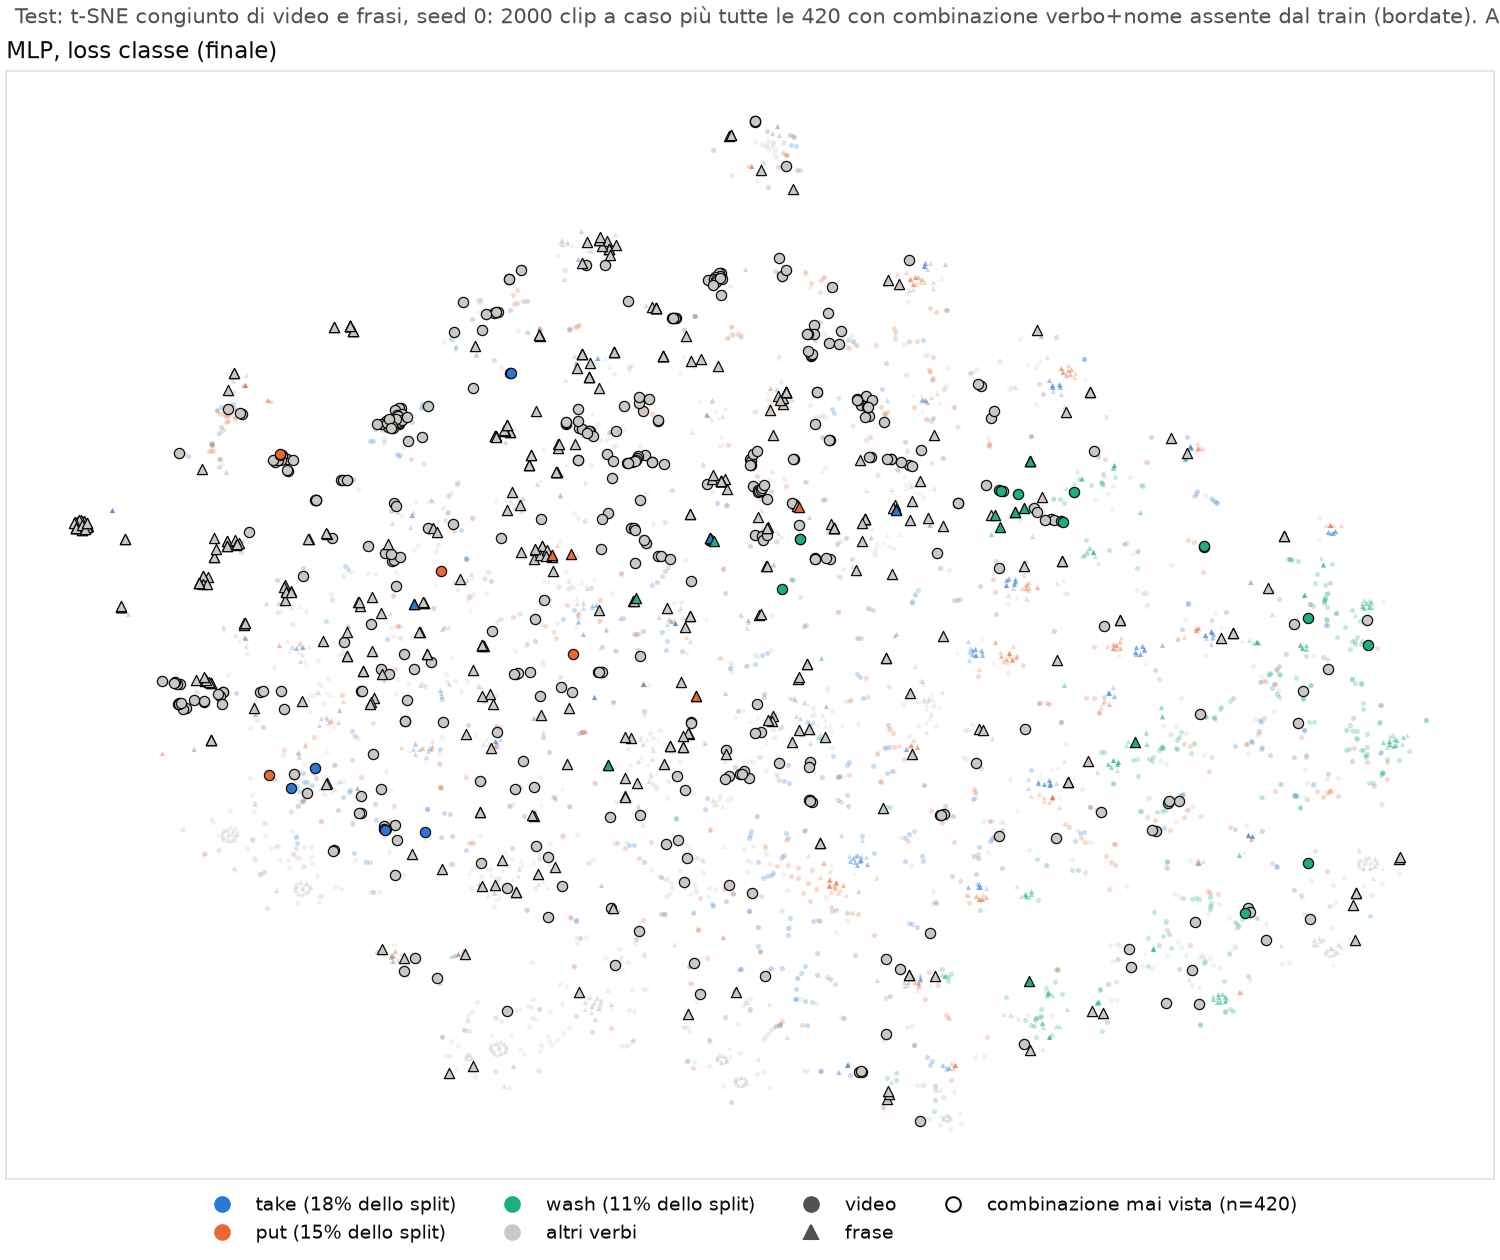 Test: t-SNE congiunto di video e frasi, seed 0: 2000 clip a caso più tutte le 420 con combinazione verbo+nome assente dal train (bordate). A
MLP, loss classe (finale)
take (18% dello split)
wash (11% dello split)
video
combinazione mai vista (n=420)
put (15% dello split)
altri verbi
frase